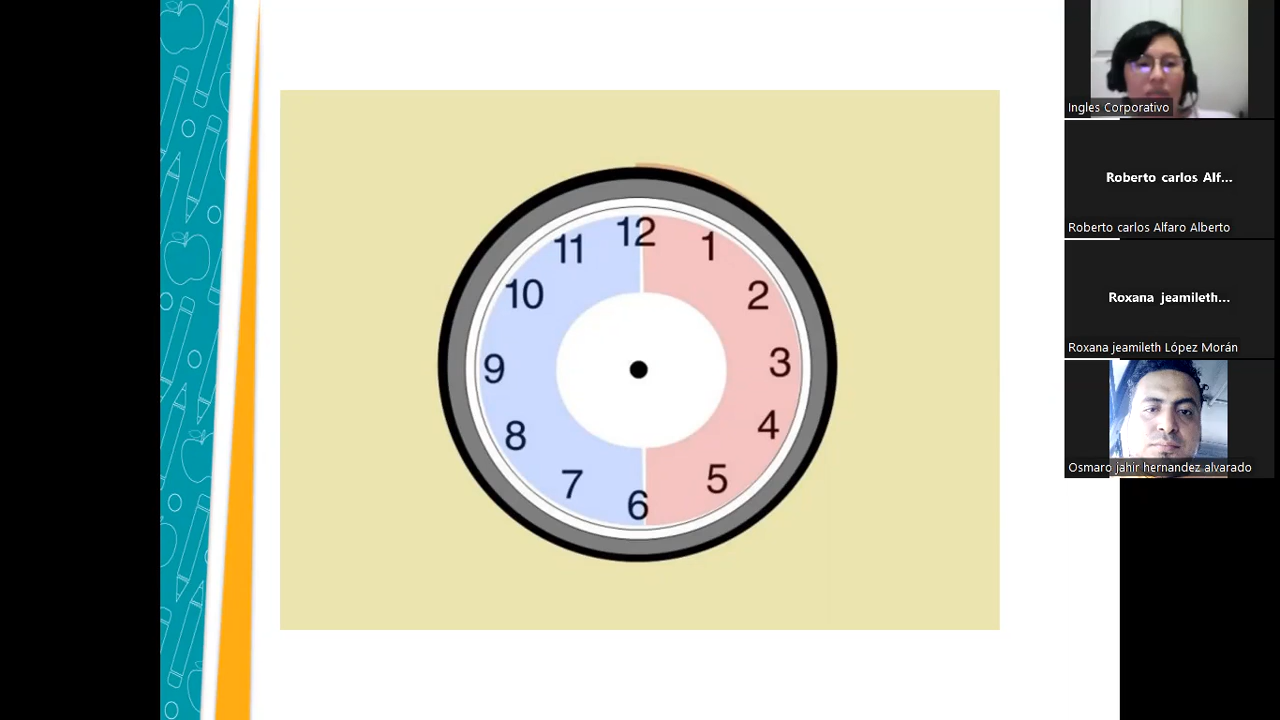 12
1
2
3
4
5
6
7
8
9
10
11
Ingles Corporativo
Roberto carlos Alf...
Roberto carlos Alfaro Alberto
Roxana jeamileth...
Roxana jeamileth López Morán
Osmaro jahir hernandez alvarado